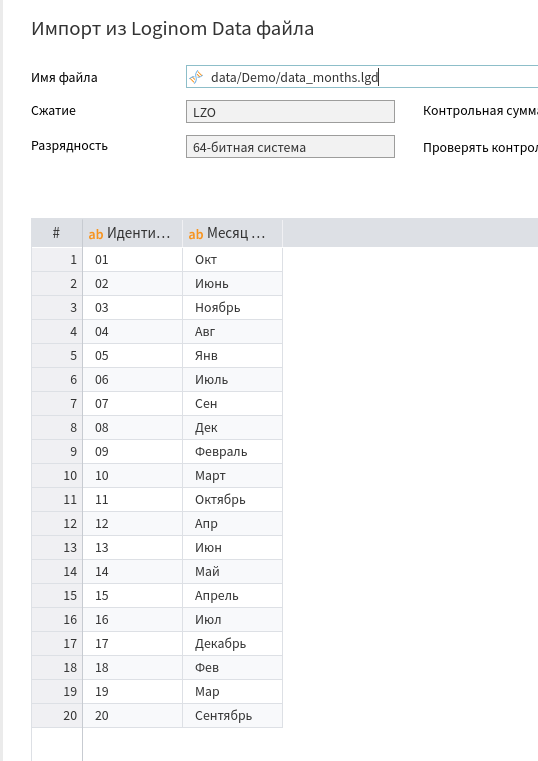 Импорт из Loginom Data файла
Имя файла data/Demo/data_months.lgd
Сжатие LZO Контрольная сумм
Разрядность 64-битная система Проверять контрол
# ab Иденти... ab Месяц ...
1 01 Окт
2 02 Июнь
3 03 Ноябрь
4 04 Авг
5 05 Янв
6 06 Июль
7 07 Сен
8 08 Дек
9 09 Февраль
10 10 Март
11 11 Октябрь
12 12 Апр
13 13 Июн
14 14 Май
15 15 Апрель
16 16 Июл
17 17 Декабрь
18 18 Фев
19 19 Мар
20 20 Сентябрь